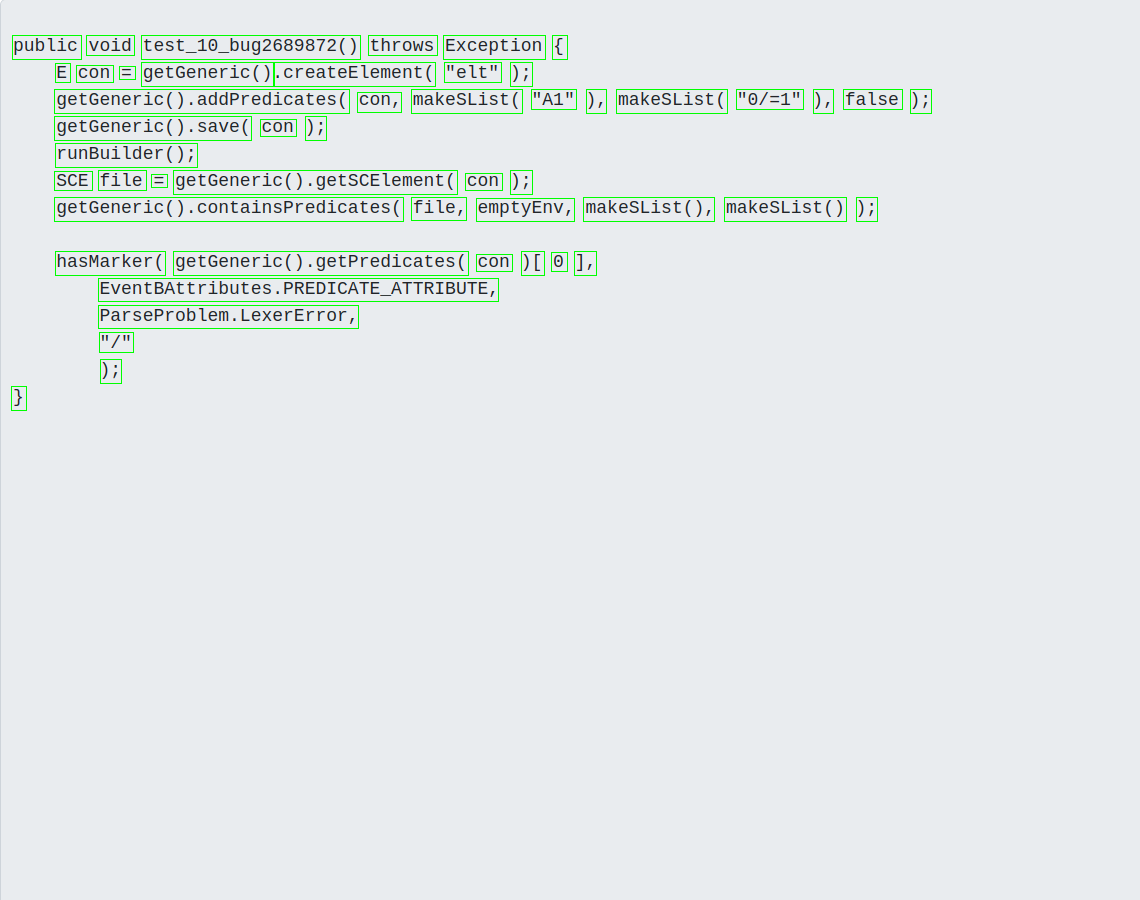 public void test_10_bug2689872() throws Exception {
E con = getGeneric().createElement( "elt" );
getGeneric().addPredicates( con, makeSList( "A1" ), makeSList( "0/=1" ), false );
getGeneric().save( con );
runBuilder();
SCE file = getGeneric().getSCElement( con );
getGeneric().containsPredicates( file, emptyEnv, makeSList(), makeSList() );
hasMarker( getGeneric().getPredicates( con )[ 0 ],
EventBAttributes.PREDICATE_ATTRIBUTE,
ParseProblem.LexerError,
"/"
);
}